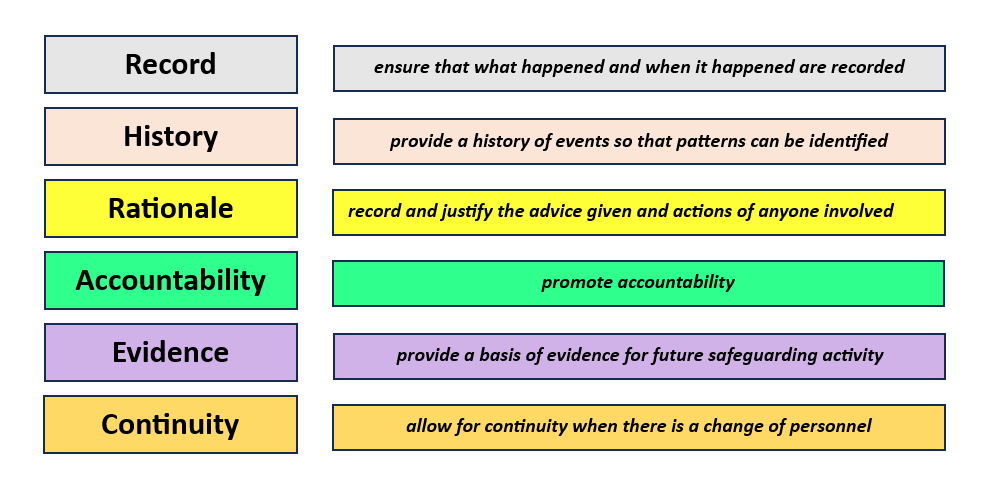 Record
ensure that what happened and when it happened are recorded
History
provide a history of events so that patterns can be identified
Rationale
record and justify the advice given and actions of anyone involved
Accountability
promote accountability
Evidence
provide a basis of evidence for future safeguarding activity
Continuity
allow for continuity when there is a change of personnel